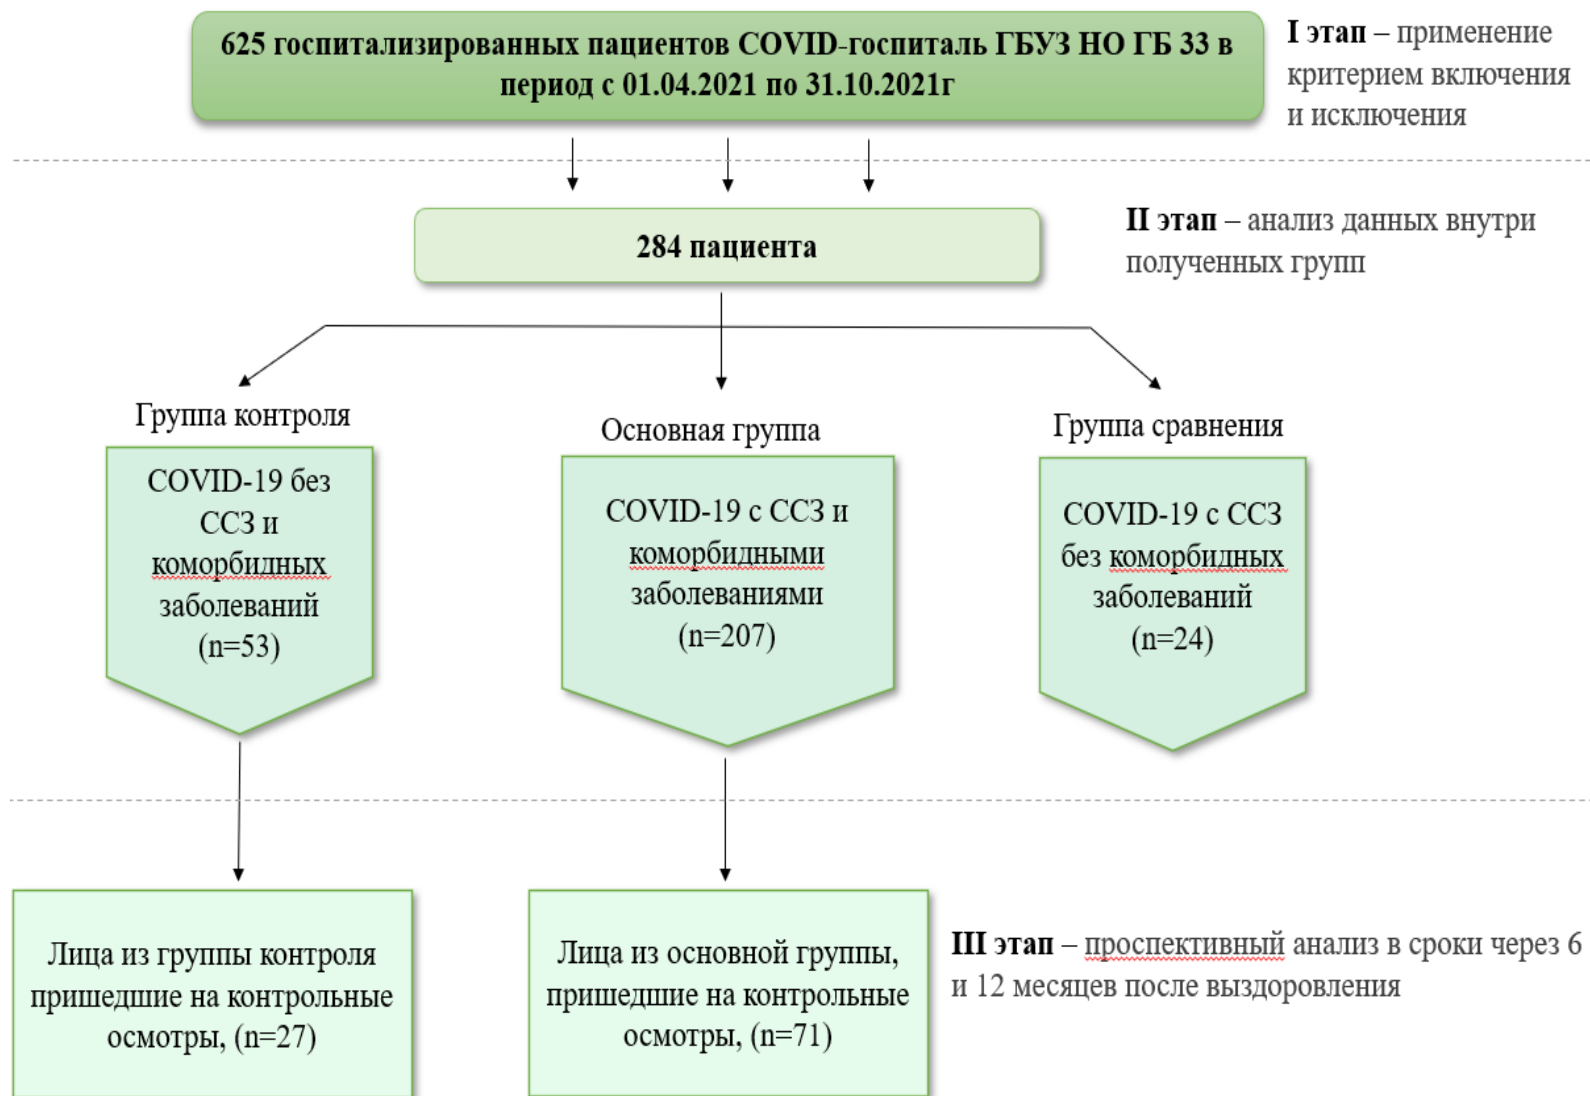 625 госпитализированных пациентов COVID-госпиталь ГБУЗ НО ГБ 33 в
период с 01.04.2021 по 31.10.2021г
I этап – применение
критерием включения
и исключения
284 пациента
II этап – анализ данных внутри
полученных групп
Группа контроля
COVID-19 без
ССЗ и
коморбидных
заболеваний
(n=53)
Основная группа
COVID-19 с ССЗ и
коморбидными
заболеваниями
(n=207)
Группа сравнения
COVID-19 с ССЗ
без коморбидных
заболеваний
(n=24)
Лица из группы контроля
пришедшие на контрольные
осмотры, (n=27)
Лица из основной группы,
пришедшие на контрольные
осмотры, (n=71)
III этап – проспективный анализ в сроки через 6
и 12 месяцев после выздоровления